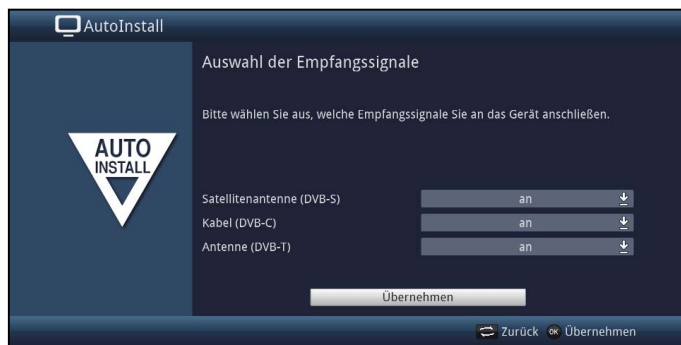 AutoInstall
Auswahl der Empfangssignale
Bitte wählen Sie aus, welche Empfangssignale Sie an das Gerät anschließen.
AUTO
INSTALL
Satellitenantenne (DVB-S) an
Kabel (DVB-C) an
Antenne (DVB-T) an
Übernehmen
Zurück OK Übernehmen